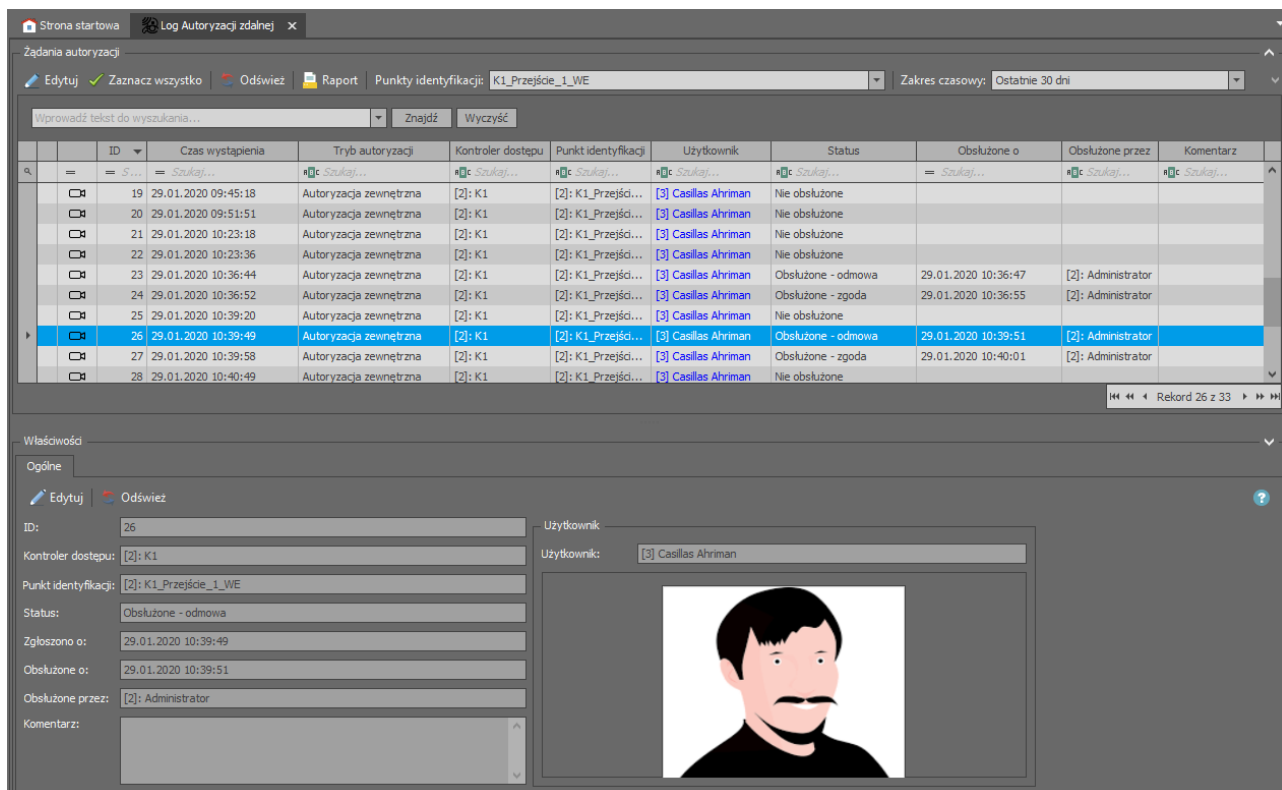 Strona startowa Log Autoryzacji zdalnej X
Żądania autoryzacji
Edytuj Zaznacz wszystko Odśwież Raport Punkty identyfikacji: K1_Przejście_1_WE Zakres czasowy: Ostatnie 30 dni
Wprowadź tekst do wyszukania... Znajdź Wyczyść
ID Czas wystąpienia Tryb autoryzacji Kontroler dostępu Punkt identyfikacji Użytkownik Status Obsłużone o Obsłużone przez Komentarz
= = S... = Szukaj... Szukaj... Szukaj... Szukaj... Szukaj... Szukaj... = Szukaj... Szukaj... Szukaj...
19 29.01.2020 09:45:18 Autoryzacja zewnętrzna [2]: K1 [2]: K1_Przejści... [3] Casillas Ahriman Nie obsłużone
20 29.01.2020 09:51:51 Autoryzacja zewnętrzna [2]: K1 [2]: K1_Przejści... [3] Casillas Ahriman Nie obsłużone
21 29.01.2020 10:23:18 Autoryzacja zewnętrzna [2]: K1 [2]: K1_Przejści... [3] Casillas Ahriman Nie obsłużone
22 29.01.2020 10:23:36 Autoryzacja zewnętrzna [2]: K1 [2]: K1_Przejści... [3] Casillas Ahriman Nie obsłużone
23 29.01.2020 10:36:44 Autoryzacja zewnętrzna [2]: K1 [2]: K1_Przejści... [3] Casillas Ahriman Obsłużone - odmowa 29.01.2020 10:36:47 [2]: Administrator
24 29.01.2020 10:36:52 Autoryzacja zewnętrzna [2]: K1 [2]: K1_Przejści... [3] Casillas Ahriman Obsłużone - zgoda 29.01.2020 10:36:55 [2]: Administrator
25 29.01.2020 10:39:20 Autoryzacja zewnętrzna [2]: K1 [2]: K1_Przejści... [3] Casillas Ahriman Nie obsłużone
26 29.01.2020 10:39:49 Autoryzacja zewnętrzna [2]: K1 [2]: K1_Przejści... [3] Casillas Ahriman Obsłużone - odmowa 29.01.2020 10:39:51 [2]: Administrator
27 29.01.2020 10:39:58 Autoryzacja zewnętrzna [2]: K1 [2]: K1_Przejści... [3] Casillas Ahriman Obsłużone - zgoda 29.01.2020 10:40:01 [2]: Administrator
28 29.01.2020 10:40:49 Autoryzacja zewnętrzna [2]: K1 [2]: K1_Przejści... [3] Casillas Ahriman Nie obsłużone
Rekord 26 z 33
Właściwości
Ogólne
Edytuj Odśwież ?
ID: 26
Kontroler dostępu: [2]: K1
Punkt identyfikacji: [2]: K1_Przejście_1_WE
Status: Obsłużone - odmowa
Zgłoszono o: 29.01.2020 10:39:49
Obsłużone o: 29.01.2020 10:39:51
Obsłużone przez: [2]: Administrator
Komentarz:
Użytkownik
Użytkownik: [3] Casillas Ahriman